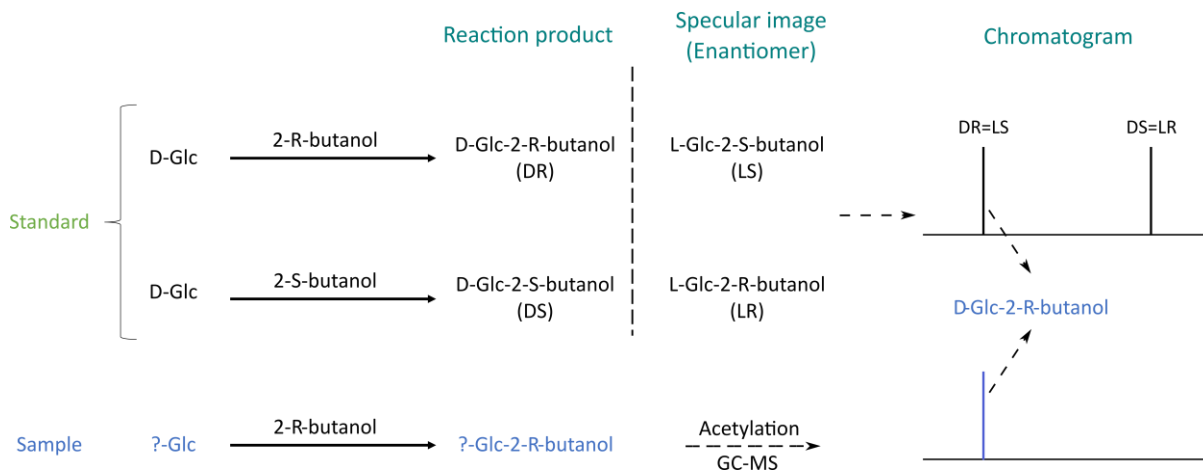 Reaction product
Specular image
(Enantiomer)
Chromatogram
Standard
D-Glc
2-R-butanol
D-Glc-2-R-butanol
(DR)
L-Glc-2-S-butanol
(LS)
DR=LS
DS=LR
D-Glc
2-S-butanol
D-Glc-2-S-butanol
(DS)
L-Glc-2-R-butanol
(LR)
D-Glc-2-R-butanol
Sample
?-Glc
2-R-butanol
?-Glc-2-R-butanol
Acetylation
GC-MS